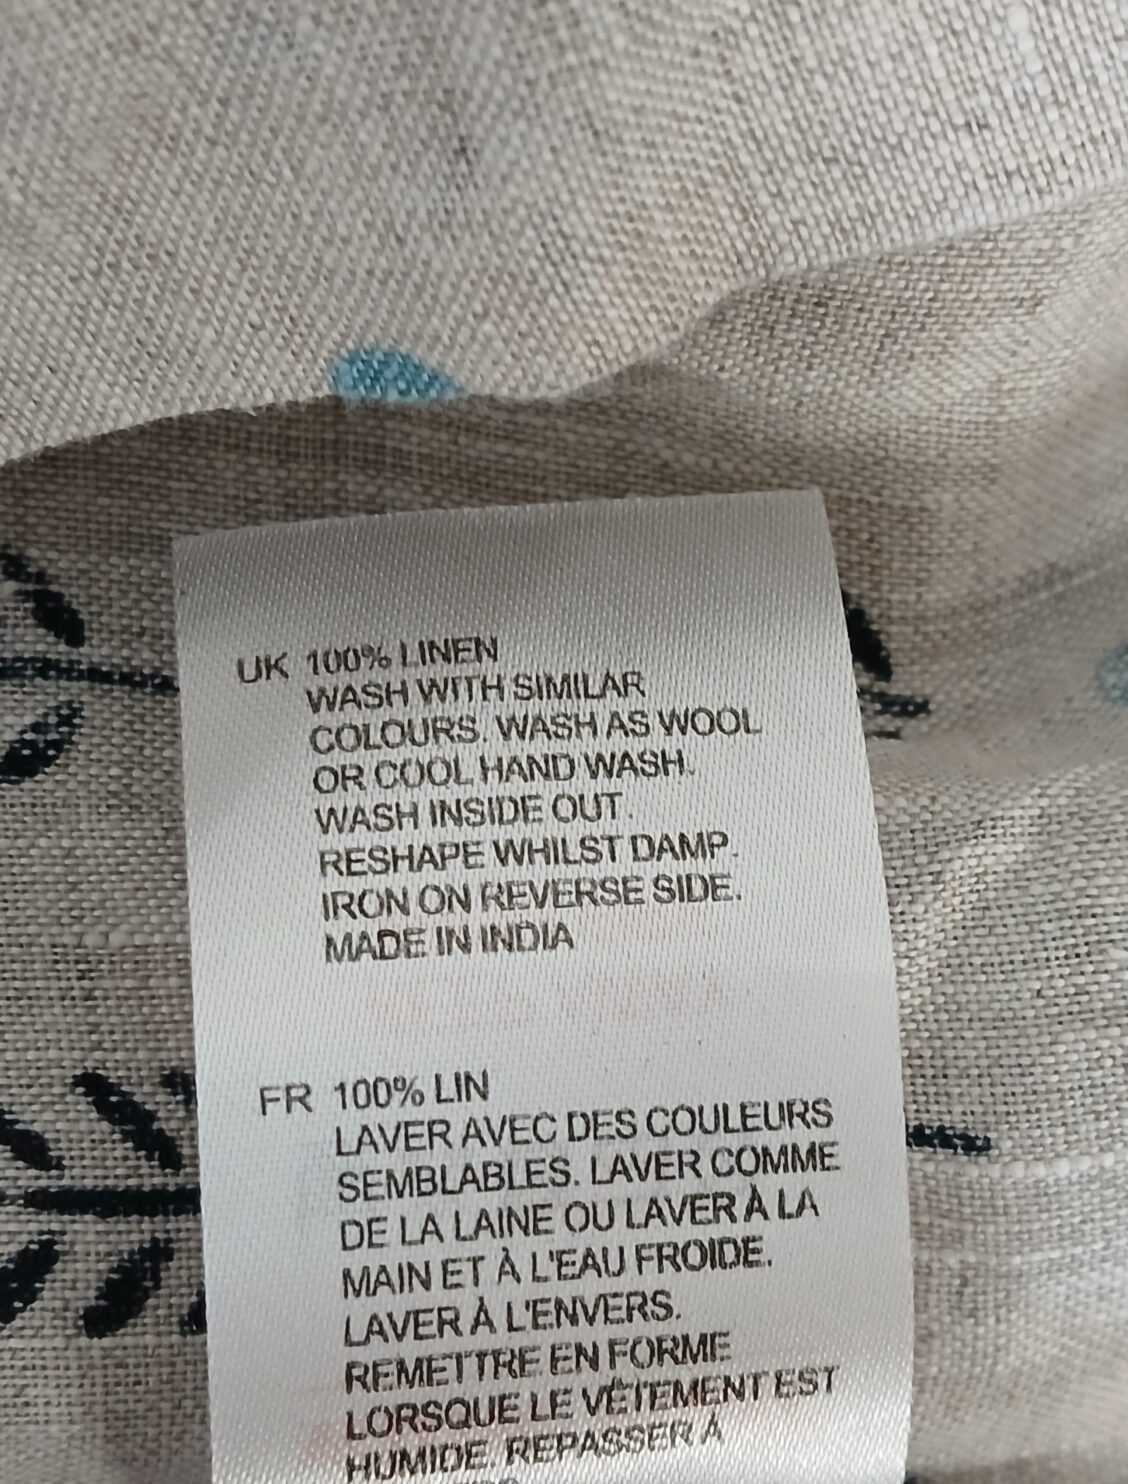 UK 100% LINEN
WASH WITH SIMILAR
COLOURS. WASH AS WOOL
OR COOL HAND WASH.
WASH INSIDE OUT.
RESHAPE WHILST DAMP.
IRON ON REVERSE SIDE.
MADE IN INDIA
FR 100% LIN
LAVER AVEC DES COULEURS
SEMBLABLES. LAVER COMME
DE LA LAINE OU LAVER À LA
MAIN ET À L'EAU FROIDE.
LAVER À L'ENVERS.
REMETTRE EN FORME
LORSQUE LE VÊTEMENT EST
HUMIDE. REPASSER À